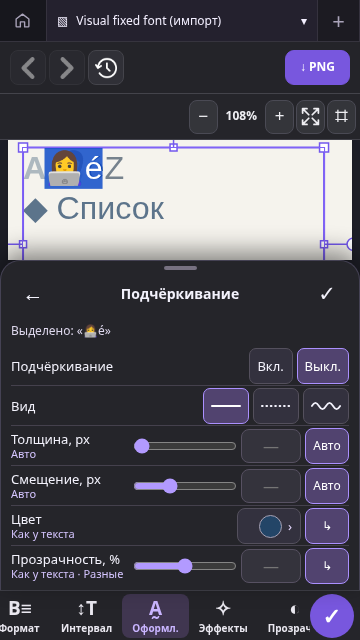 Visual fixed font (импорт)
↓ PNG
− 108% +
A👩‍💻éZ
◆ Список
← Подчёркивание ✓
Выделено: «👩‍💻é»
Подчёркивание Вкл. Выкл.
Вид
Толщина, px — Авто
Авто
Смещение, px — Авто
Авто
Цвет
Как у текста
Прозрачность, % —
Как у текста · Разные
Формат Интервал Оформл. Эффекты Прозрач